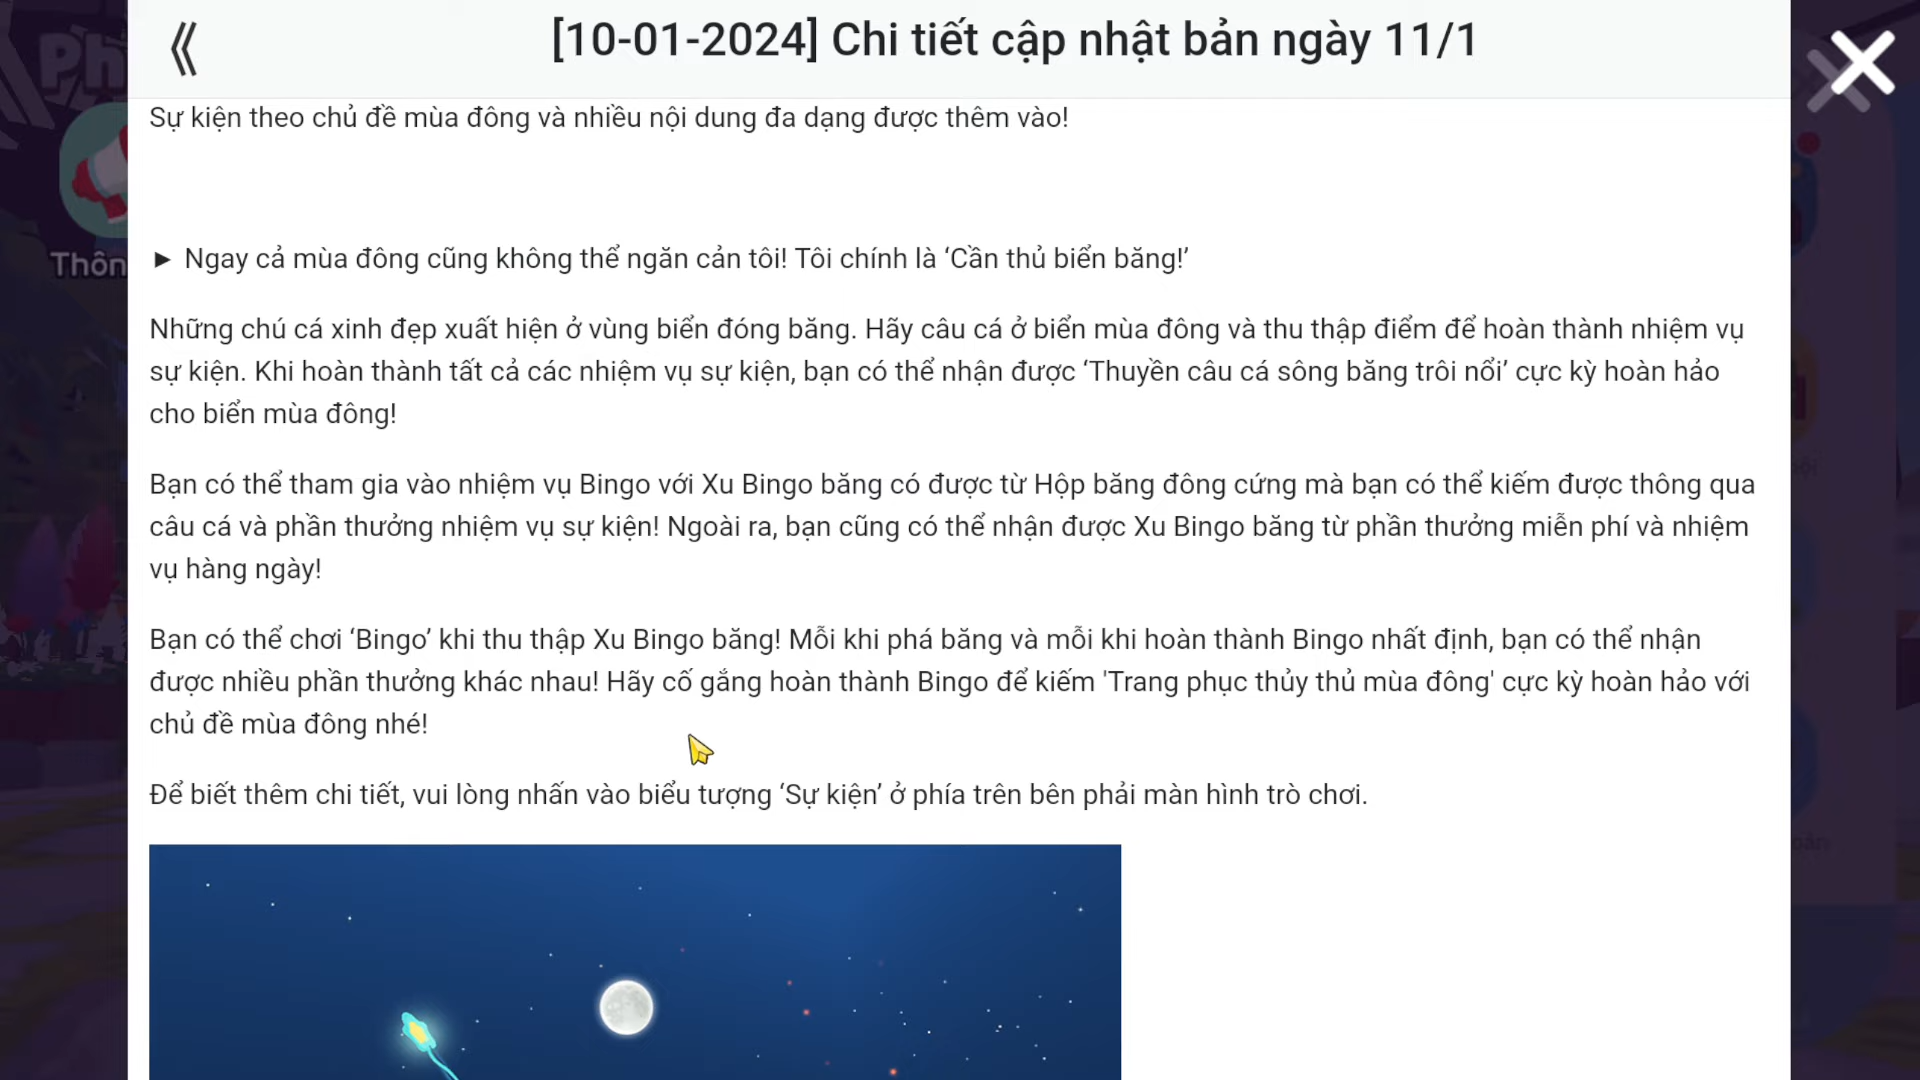 [10-01-2024] Chi tiết cập nhật bản ngày 11/1
Sự kiện theo chủ đề mùa đông và nhiều nội dung đa dạng được thêm vào!
► Ngay cả mùa đông cũng không thể ngăn cản tôi! Tôi chính là ‘Cần thủ biển băng!’
Những chú cá xinh đẹp xuất hiện ở vùng biển đóng băng. Hãy câu cá ở biển mùa đông và thu thập điểm để hoàn thành nhiệm vụ
sự kiện. Khi hoàn thành tất cả các nhiệm vụ sự kiện, bạn có thể nhận được ‘Thuyền câu cá sông băng trôi nổi’ cực kỳ hoàn hảo
cho biển mùa đông!
Bạn có thể tham gia vào nhiệm vụ Bingo với Xu Bingo băng có được từ Hộp băng đông cứng mà bạn có thể kiếm được thông qua
câu cá và phần thưởng nhiệm vụ sự kiện! Ngoài ra, bạn cũng có thể nhận được Xu Bingo băng từ phần thưởng miễn phí và nhiệm
vụ hàng ngày!
Bạn có thể chơi ‘Bingo’ khi thu thập Xu Bingo băng! Mỗi khi phá băng và mỗi khi hoàn thành Bingo nhất định, bạn có thể nhận
được nhiều phần thưởng khác nhau! Hãy cố gắng hoàn thành Bingo để kiếm 'Trang phục thủy thủ mùa đông' cực kỳ hoàn hảo với
chủ đề mùa đông nhé!
Để biết thêm chi tiết, vui lòng nhấn vào biểu tượng ‘Sự kiện’ ở phía trên bên phải màn hình trò chơi.
Ph
Thôn